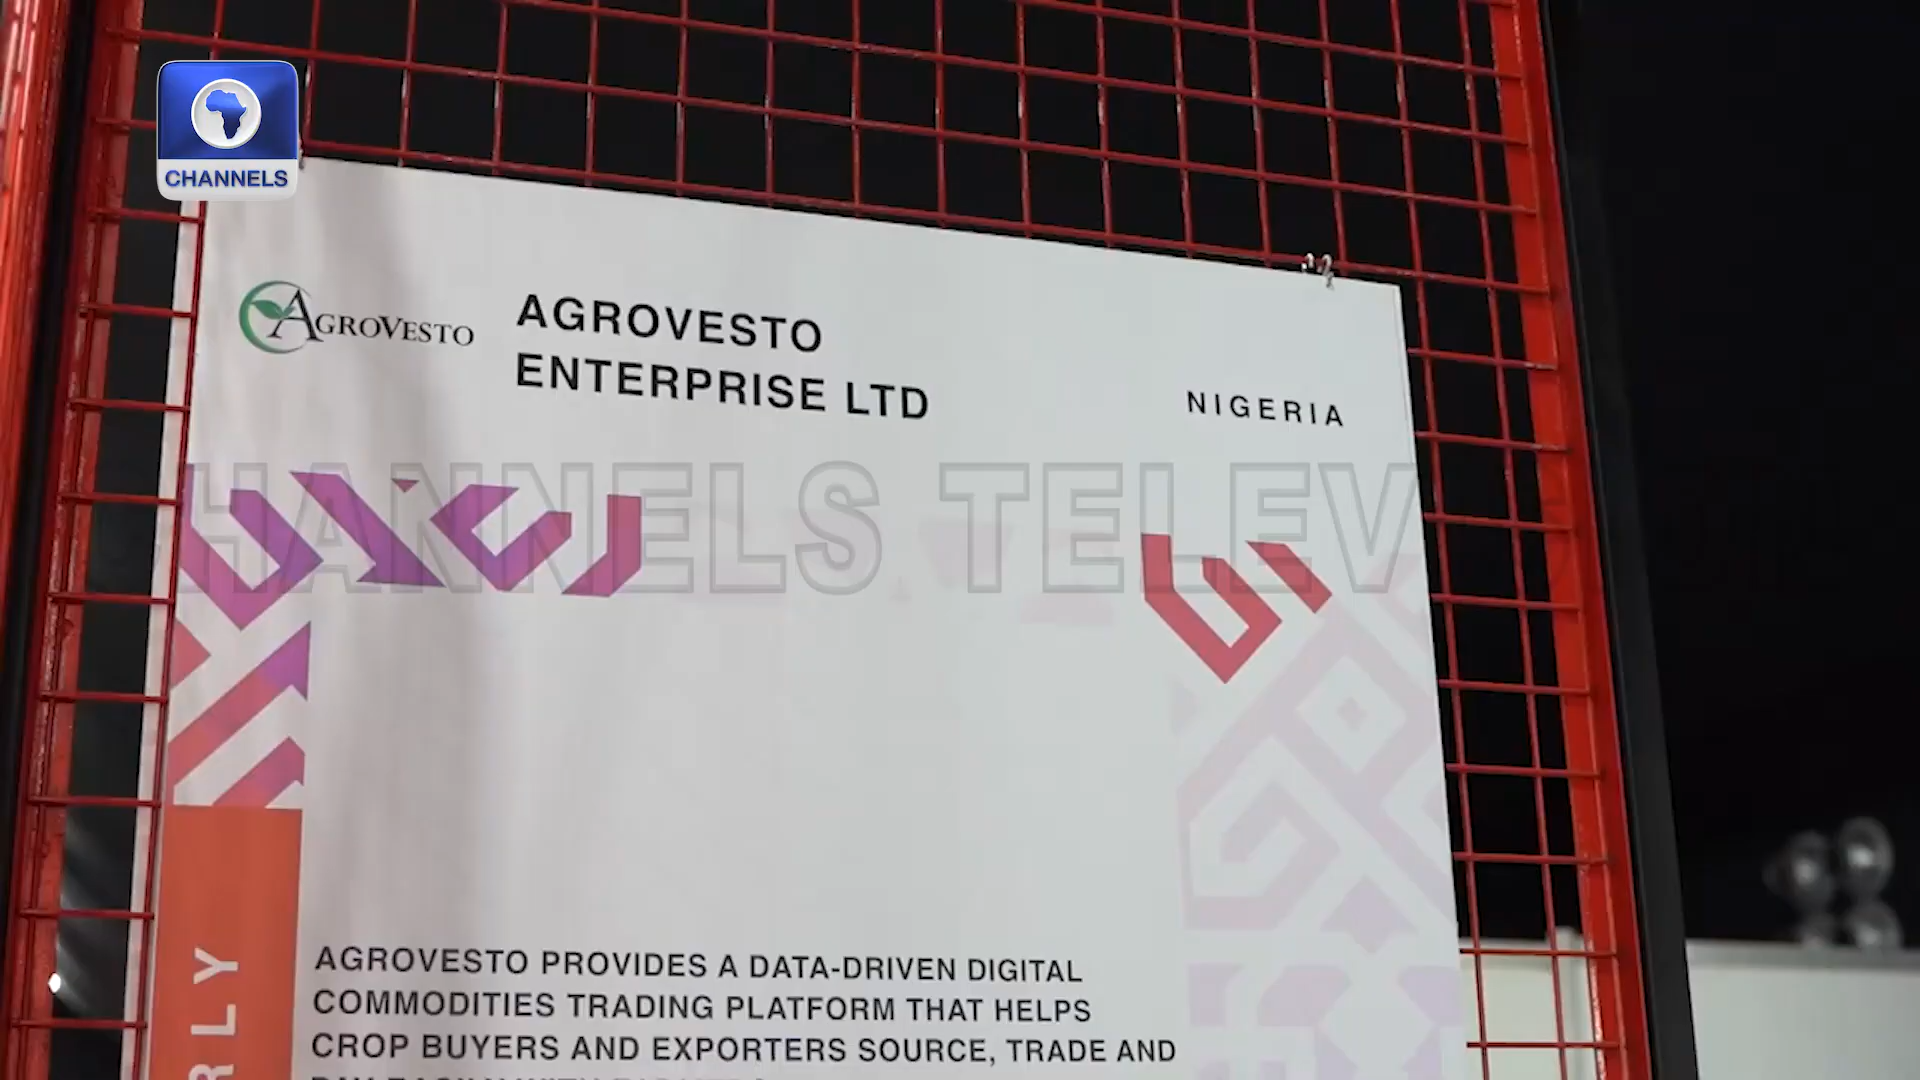 CHANNELS
AGROVESTO
AGROVESTO
ENTERPRISE LTD
NIGERIA
CHANNELS TELEV
RLY
AGROVESTO PROVIDES A DATA-DRIVEN DIGITAL
COMMODITIES TRADING PLATFORM THAT HELPS
CROP BUYERS AND EXPORTERS SOURCE, TRADE AND